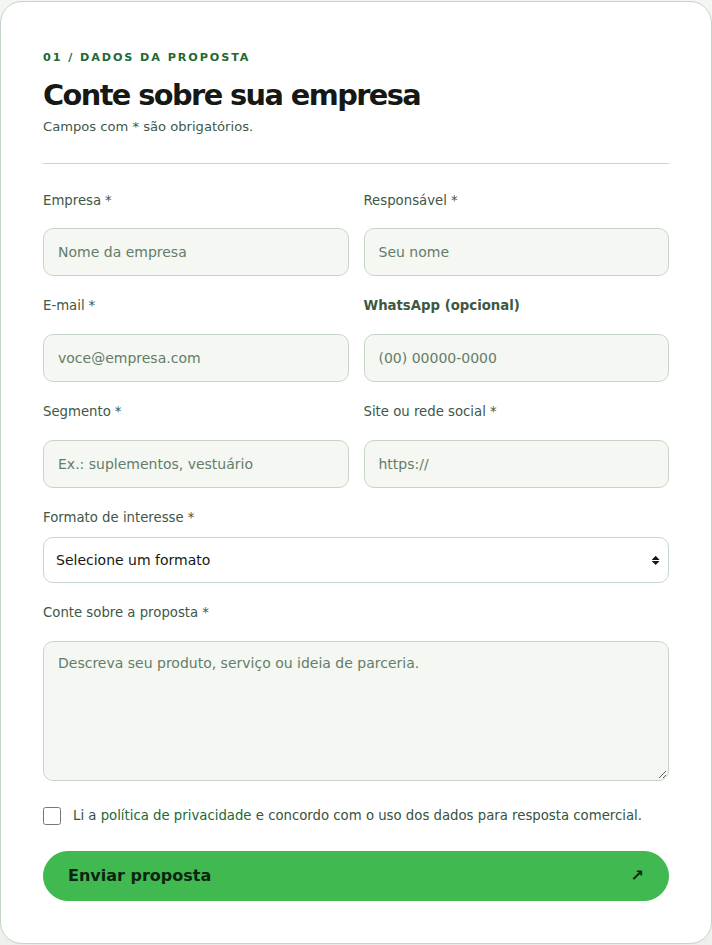 01 / DADOS DA PROPOSTA
Conte sobre sua empresa
Campos com * são obrigatórios.
Empresa *
Responsável *
Nome da empresa
Seu nome
E-mail *
WhatsApp (opcional)
voce@empresa.com
(00) 00000-0000
Segmento *
Site ou rede social *
Ex.: suplementos, vestuário
https://
Formato de interesse *
Selecione um formato
Conte sobre a proposta *
Descreva seu produto, serviço ou ideia de parceria.
Li a política de privacidade e concordo com o uso dos dados para resposta comercial.
Enviar proposta ↗